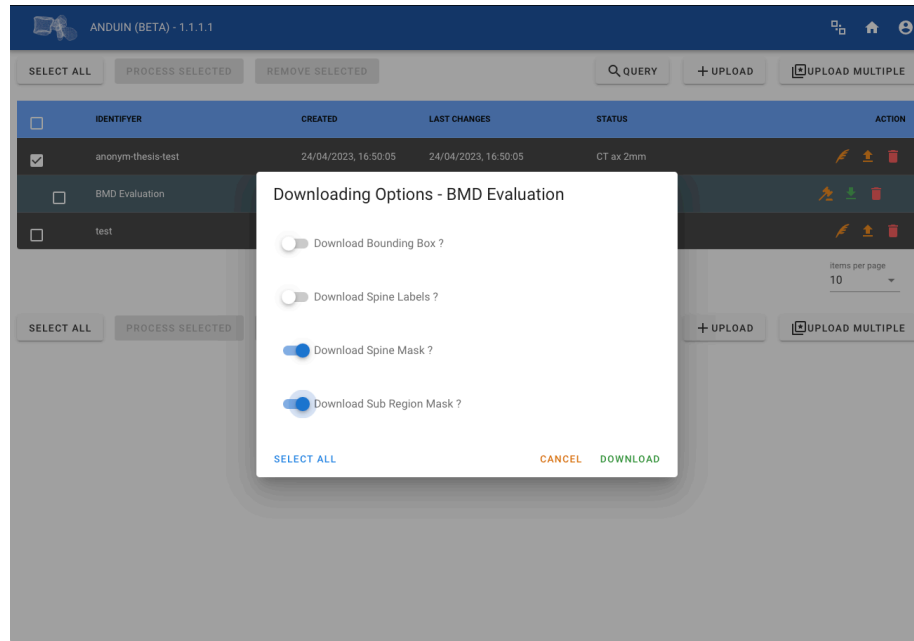 ANDUIN (BETA) - 1.1.1.1
SELECT ALL PROCESS SELECTED REMOVE SELECTED QUERY + UPLOAD UPLOAD MULTIPLE
IDENTIFYER CREATED LAST CHANGES STATUS ACTION
anonym-thesis-test 24/04/2023, 16:50:05 24/04/2023, 16:50:05 CT ax 2mm
BMD Evaluation
test
items per page
10
SELECT ALL PROCESS SELECTED + UPLOAD UPLOAD MULTIPLE
Downloading Options - BMD Evaluation
Download Bounding Box ?
Download Spine Labels ?
Download Spine Mask ?
Download Sub Region Mask ?
SELECT ALL CANCEL DOWNLOAD